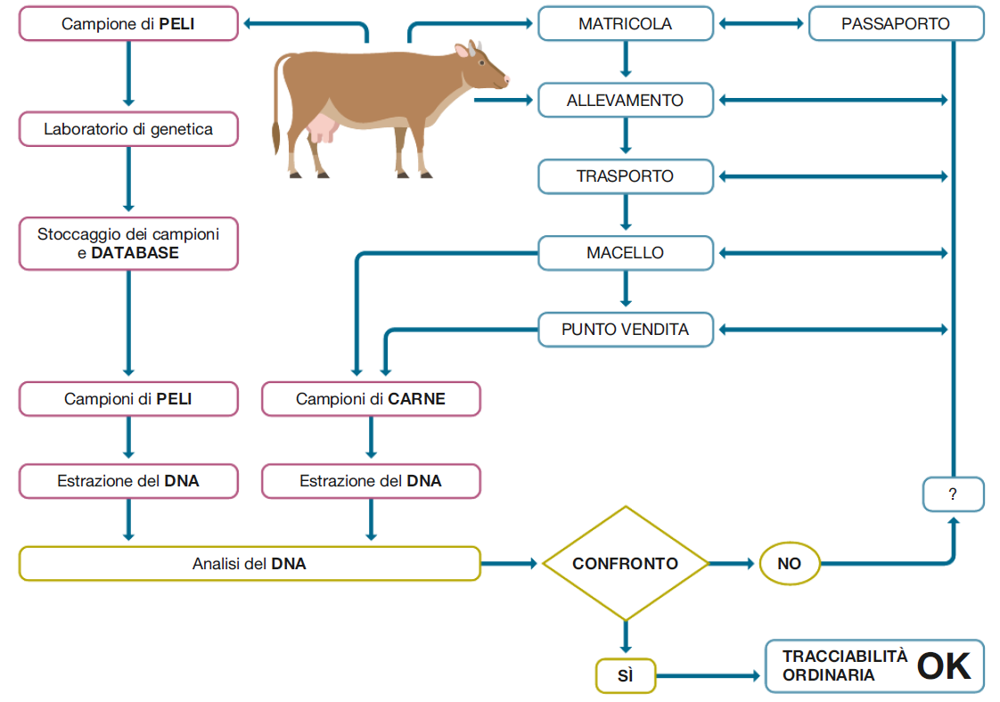 Campione di PELI
MATRICOLA
PASSAPORTO
Laboratorio di genetica
ALLEVAMENTO
TRASPORTO
Stoccaggio dei campioni
e DATABASE
MACELLO
PUNTO VENDITA
Campioni di PELI
Campioni di CARNE
Estrazione del DNA
Estrazione del DNA
?
Analisi del DNA
CONFRONTO
NO
SÌ
TRACCIABILITÀ
ORDINARIA
OK